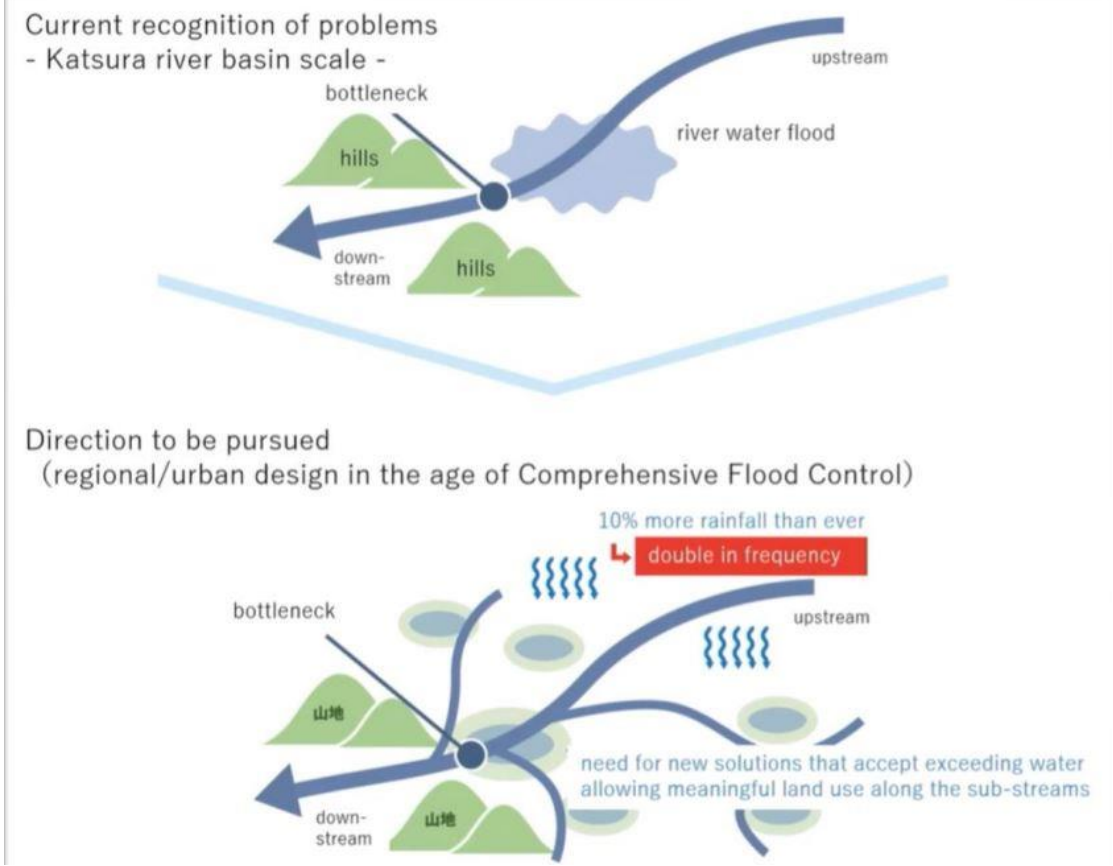 Current recognition of problems
- Katsura river basin scale -
upstream
bottleneck
river water flood
hills
down-
stream
hills
Direction to be pursued
（regional/urban design in the age of Comprehensive Flood Control）
10% more rainfall than ever
double in frequency
bottleneck
upstream
山地
need for new solutions that accept exceeding water
allowing meaningful land use along the sub-streams
down-
stream
山地